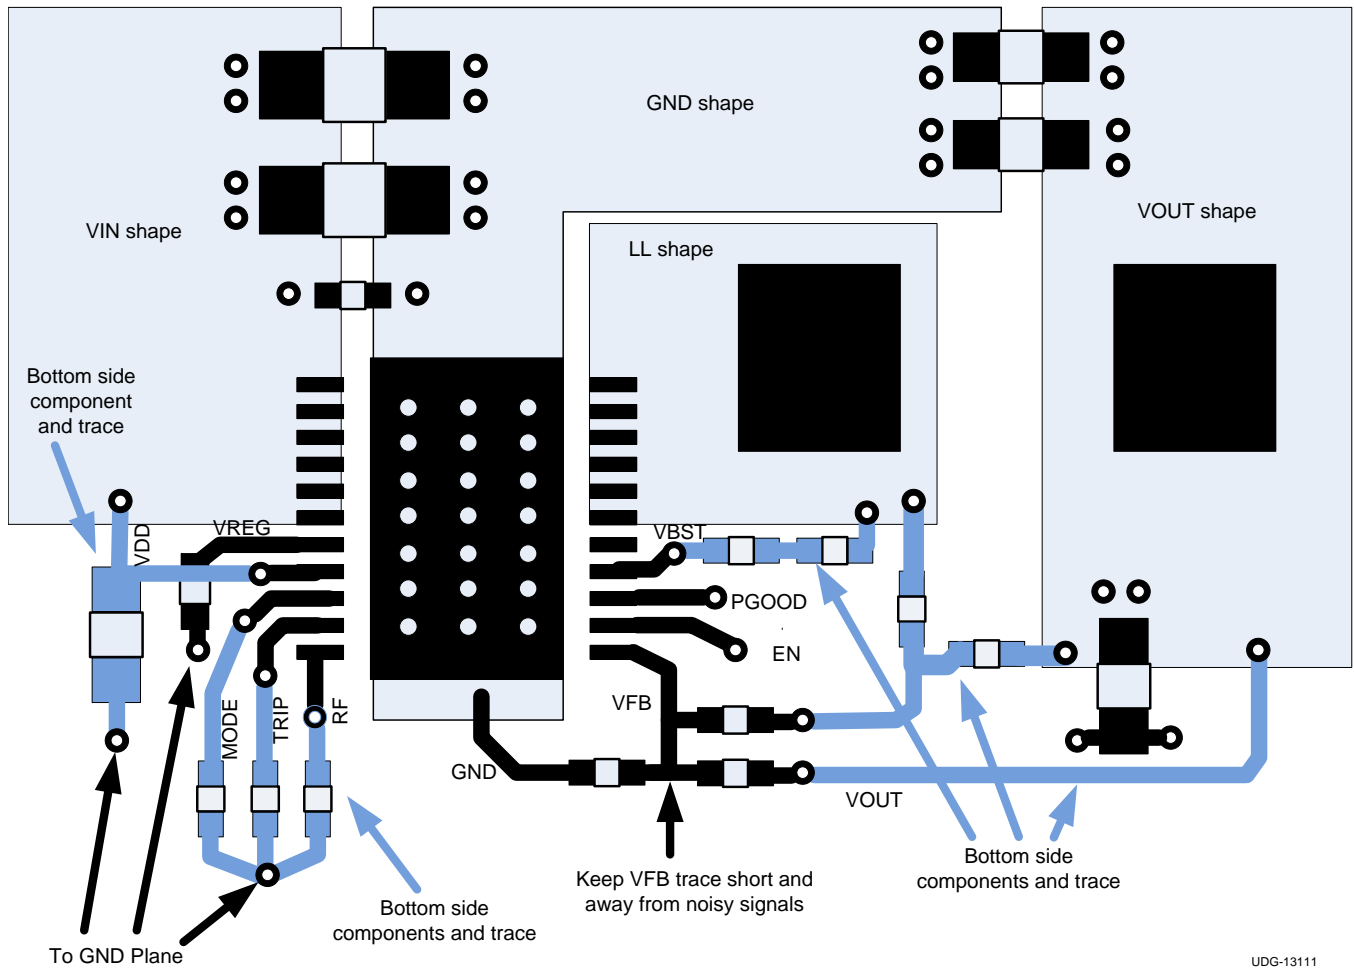 GND shape
VIN shape
VOUT shape
LL shape
Bottom side
component
and trace
VREG
VDD
VBST
PGOOD
EN
VFB
MODE
TRIP
RF
GND
VOUT
Keep VFB trace short and
away from noisy signals
Bottom side
components and trace
Bottom side
components and trace
To GND Plane
UDG-13111